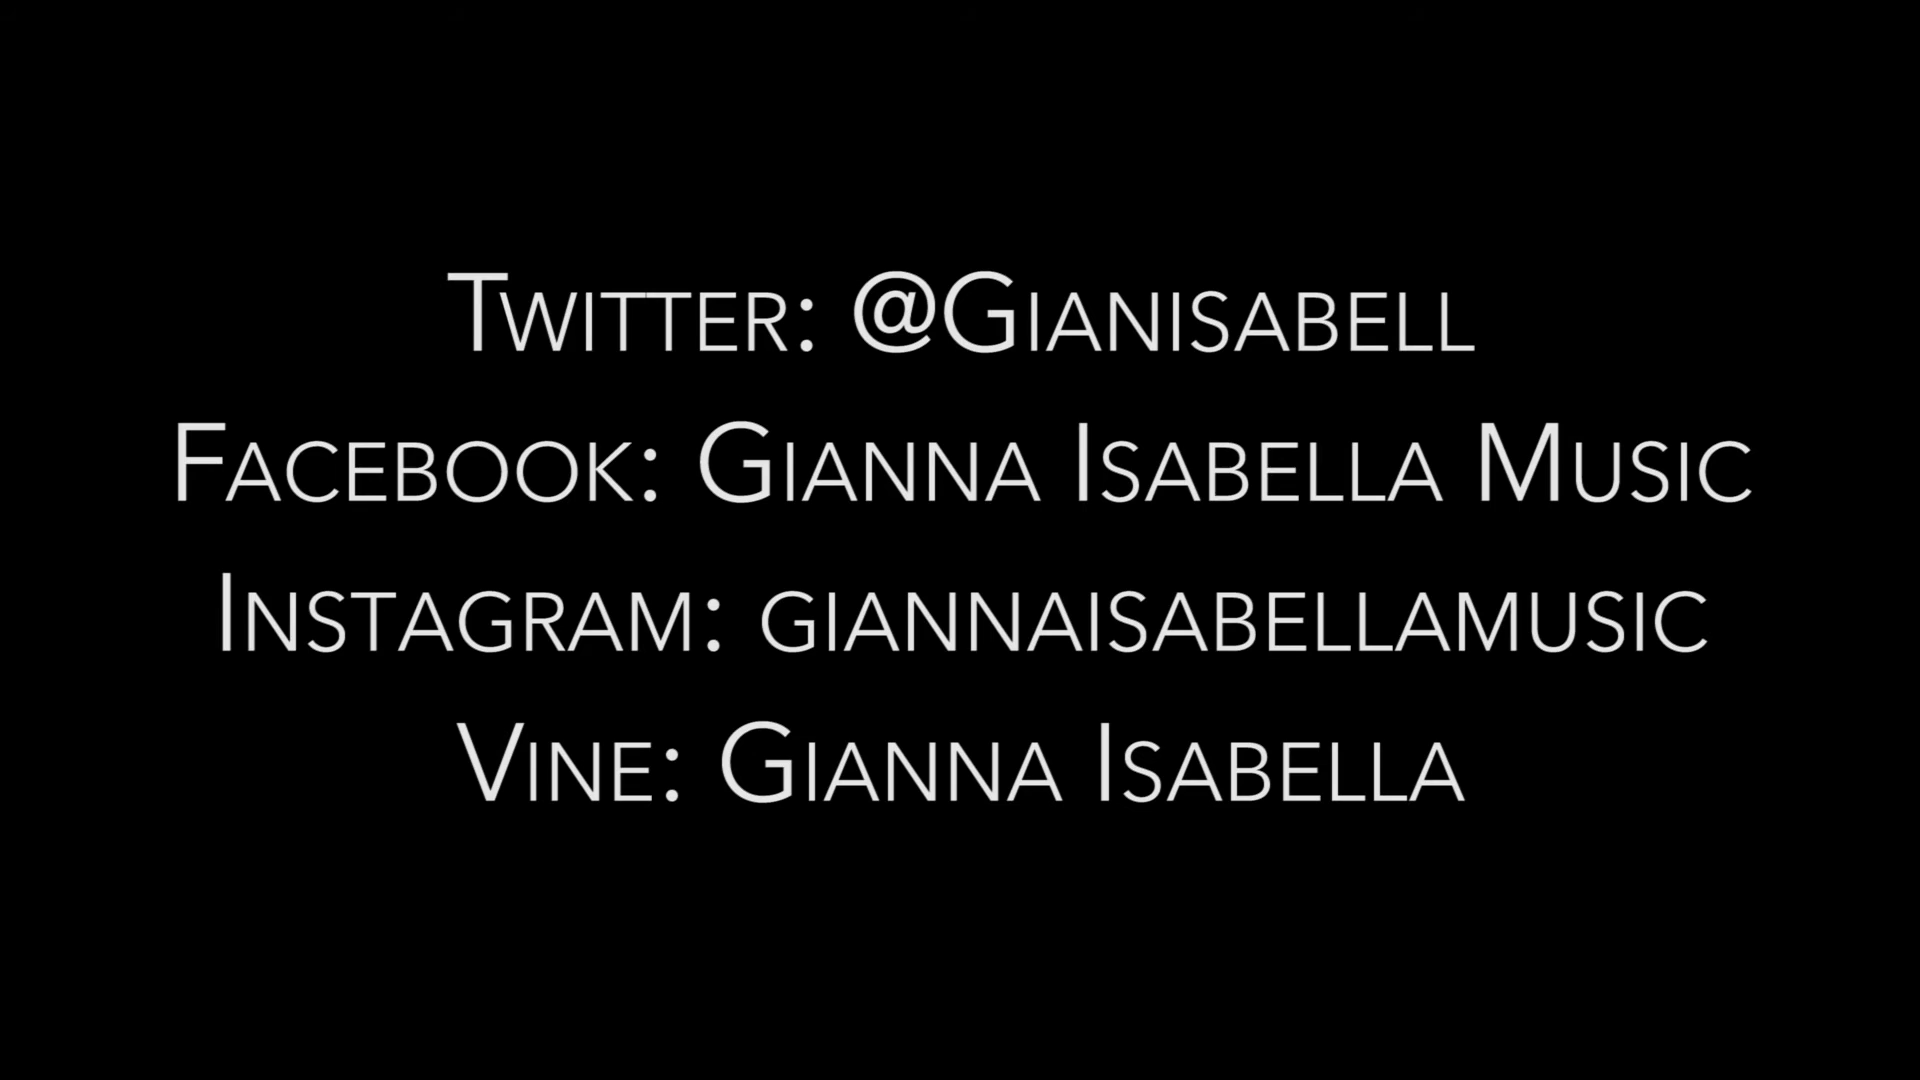 Twitter: @Gianisabell
Facebook: Gianna Isabella Music
Instagram: giannaisabellamusic
Vine: Gianna Isabella